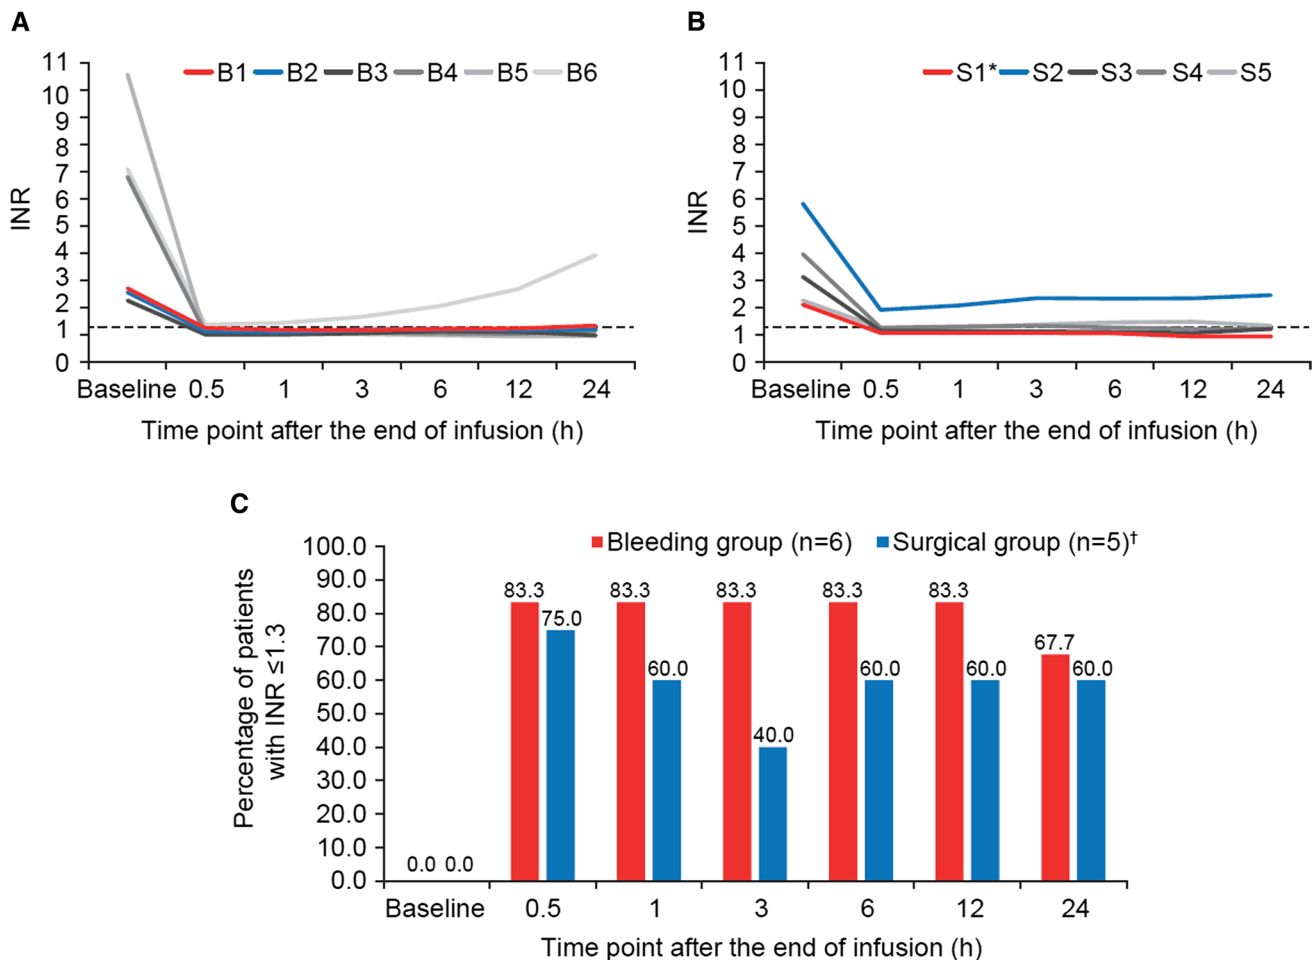 A
INR
11
10
9
8
7
6
5
4
3
2
1
0
B1 B2 B3 B4 B5 B6
Baseline 0.5 1 3 6 12 24
Time point after the end of infusion (h)
B
INR
11
10
9
8
7
6
5
4
3
2
1
0
S1* S2 S3 S4 S5
Baseline 0.5 1 3 6 12 24
Time point after the end of infusion (h)
C
Percentage of patients
with INR ≤1.3
100.0
90.0
80.0
70.0
60.0
50.0
40.0
30.0
20.0
10.0
0.0
Bleeding group (n=6) Surgical group (n=5)†
0.0 0.0
83.3 75.0
83.3 60.0
83.3 40.0
83.3 60.0
83.3 60.0
67.7 60.0
Baseline 0.5 1 3 6 12 24
Time point after the end of infusion (h)